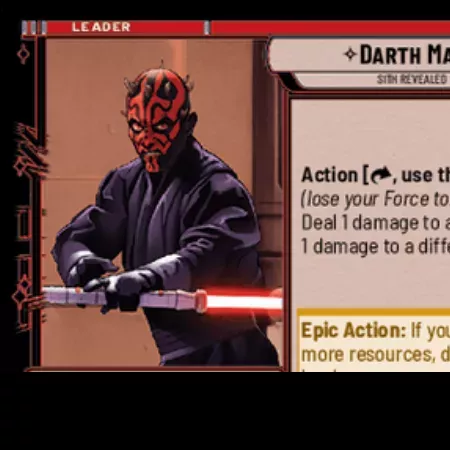 LEADER
DARTH MA
SITH REVEALED
Action [, use th
(lose your Force to
Deal 1 damage to a
1 damage to a diffe
Epic Action: If you
more resources, d